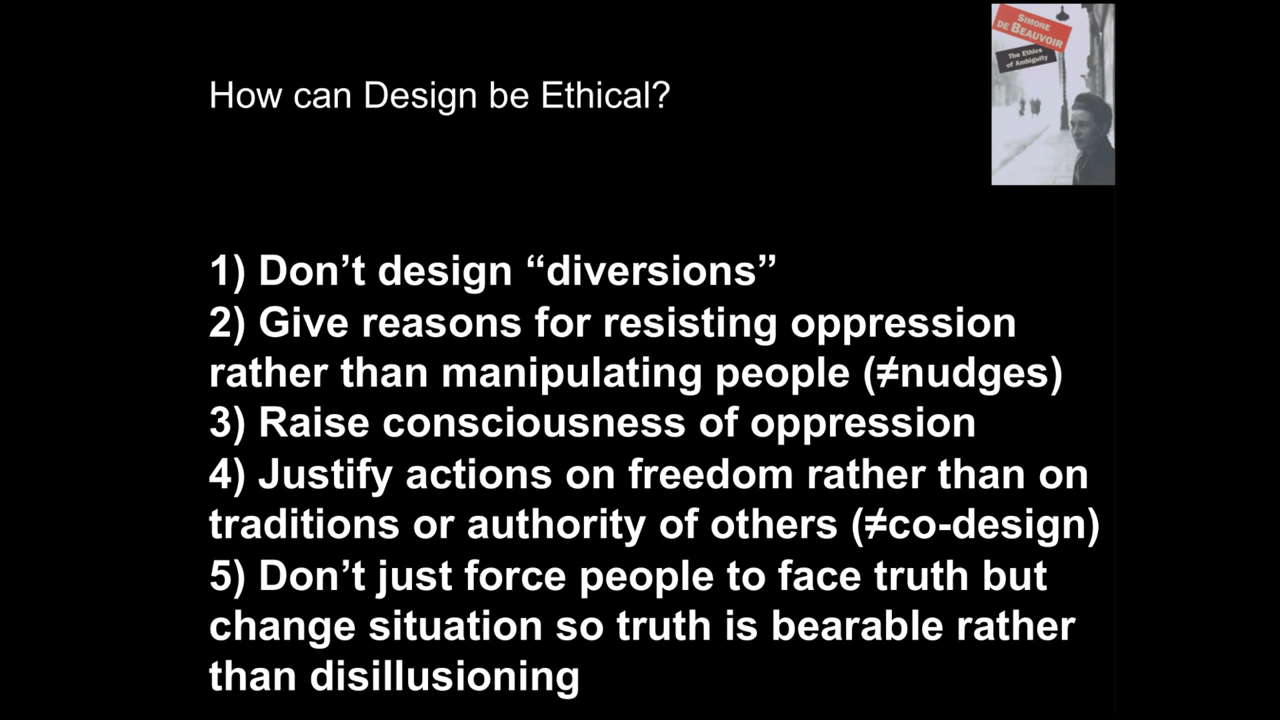 SIMONE
DE BEAUVOIR
The Ethics
of Ambiguity
How can Design be Ethical?
1) Don’t design “diversions”
2) Give reasons for resisting oppression
rather than manipulating people (≠nudges)
3) Raise consciousness of oppression
4) Justify actions on freedom rather than on
traditions or authority of others (≠co-design)
5) Don’t just force people to face truth but
change situation so truth is bearable rather
than disillusioning